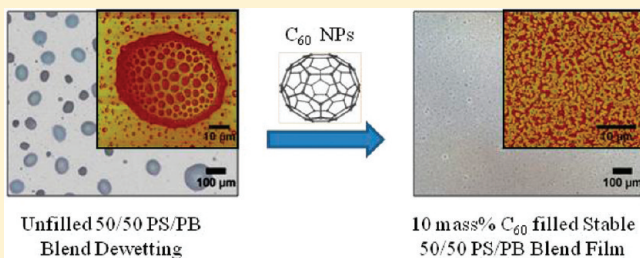 C60 NPs
10 μm
100 μm
10 μm
100 μm
Unfilled 50/50 PS/PB
Blend Dewetting
10 mass% C60 filled Stable
50/50 PS/PB Blend Film